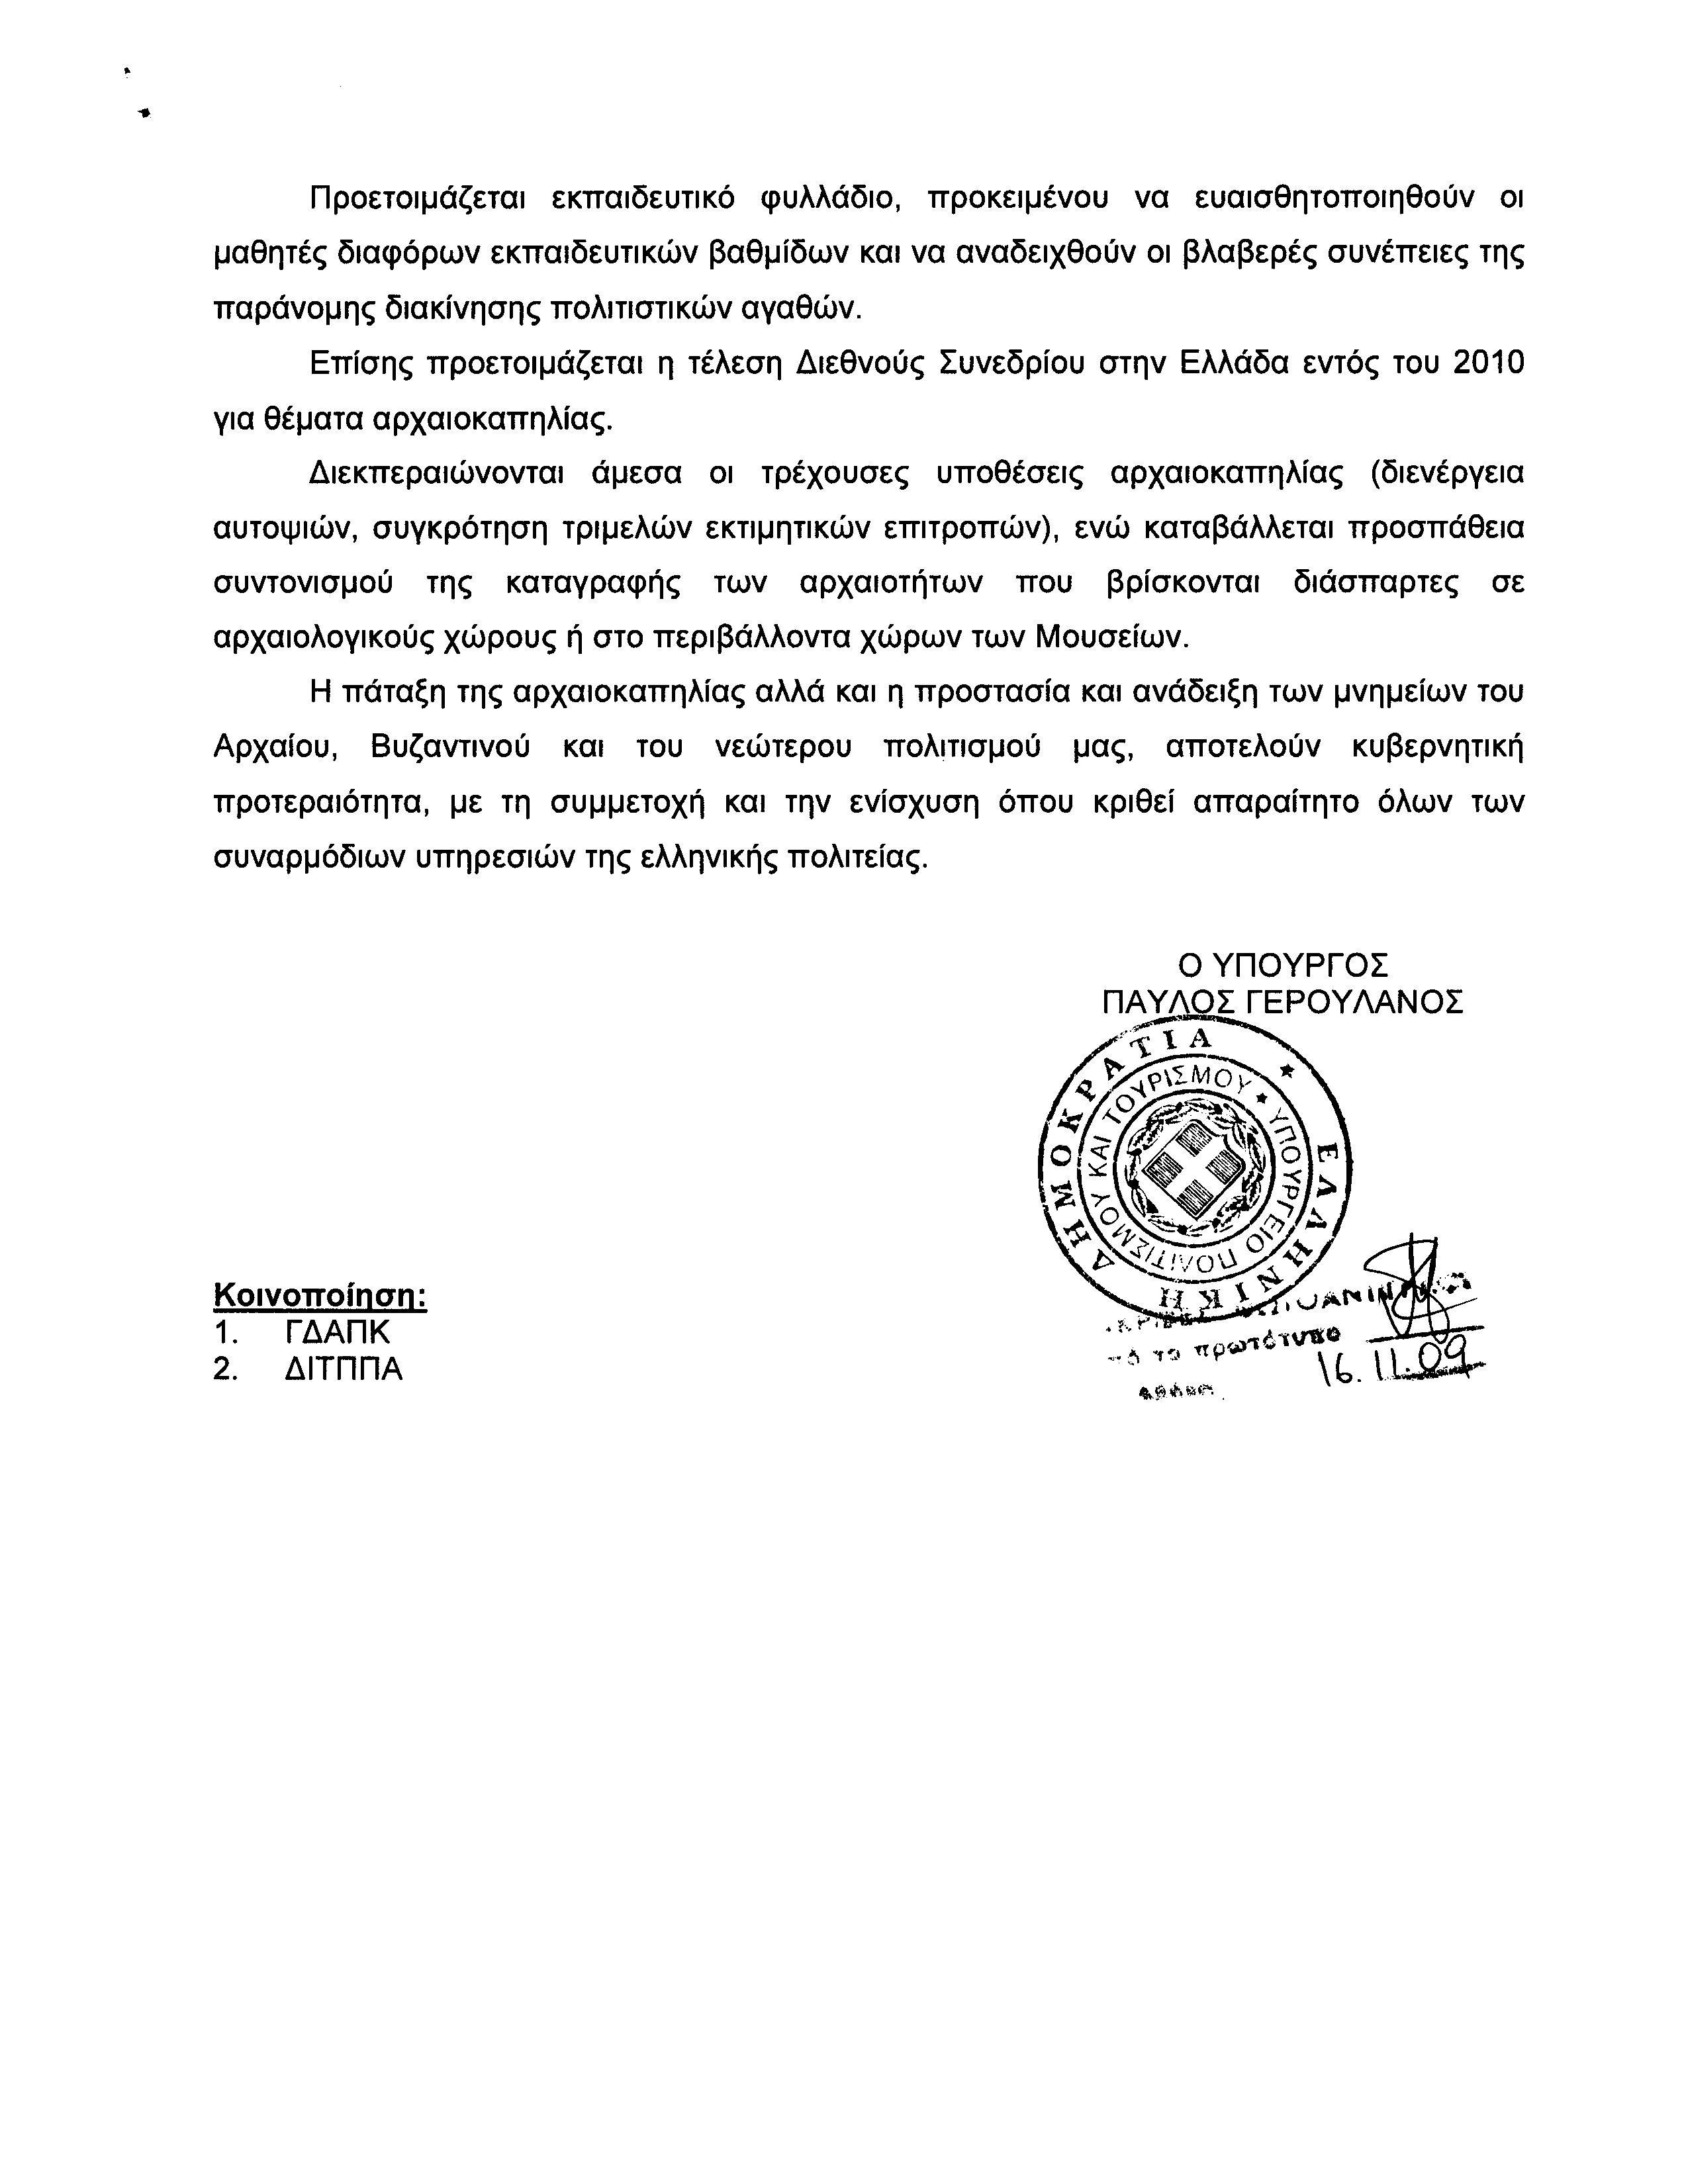 Προετοιμάζεται εκπαιδευτικό φυλλάδιο, προκειμένου να ευαισθητοποιηθούν οι
μαθητές διαφόρων εκπαιδευτικών βαθμίδων και να αναδειχθούν οι βλαβερές συνέπειες της
παράνομης διακίνησης πολιτιστικών αγαθών.
Επίσης προετοιμάζεται η τέλεση Διεθνούς Συνεδρίου στην Ελλάδα εντός του 2010
για θέματα αρχαιοκαπηλίας.
Διεκπεραιώνονται άμεσα οι τρέχουσες υποθέσεις αρχαιοκαπηλίας (διενέργεια
αυτοψιών, συγκρότηση τριμελών εκτιμητικών επιτροπών), ενώ καταβάλλεται προσπάθεια
συντονισμού της καταγραφής των αρχαιοτήτων που βρίσκονται διάσπαρτες σε
αρχαιολογικούς χώρους ή στο περιβάλλοντα χώρων των Μουσείων.
Η πάταξη της αρχαιοκαπηλίας αλλά και η προστασία και ανάδειξη των μνημείων του
Αρχαίου, Βυζαντινού και του νεώτερου πολιτισμού μας, αποτελούν κυβερνητική
προτεραιότητα, με τη συμμετοχή και την ενίσχυση όπου κριθεί απαραίτητο όλων των
συναρμόδιων υπηρεσιών της ελληνικής πολιτείας.
Ο ΥΠΟΥΡΓΟΣ
ΠΑΥΛΟΣ ΓΕΡΟΥΛΑΝΟΣ
ΕΛΛΗΝΙΚΗ ΔΗΜΟΚΡΑΤΙΑ
ΥΠΟΥΡΓΕΙΟ ΠΟΛΙΤΙΣΜΟΥ ΚΑΙ ΤΟΥΡΙΣΜΟΥ
το πρωτότυπο
16.11.09
Κοινοποίηση:
1. ΓΔΑΠΚ
2. ΔΙΤΠΠΑ